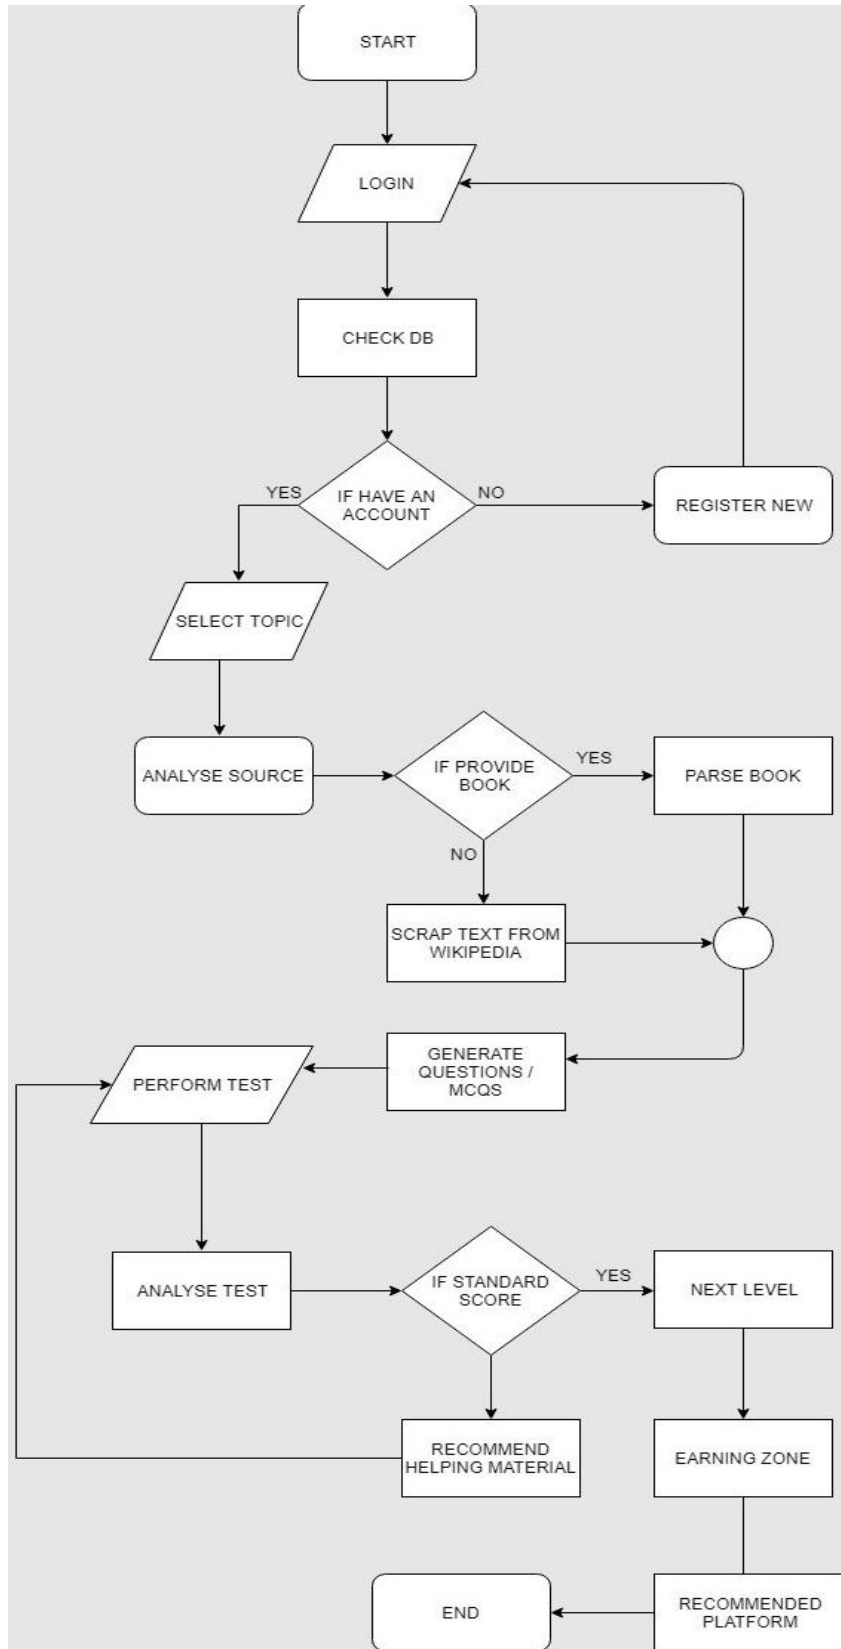 START
LOGIN
CHECK DB
YES
IF HAVE AN
ACCOUNT
NO
REGISTER NEW
SELECT TOPIC
ANALYSE SOURCE
IF PROVIDE
BOOK
YES
PARSE BOOK
NO
SCRAP TEXT FROM
WIKIPEDIA
GENERATE
QUESTIONS /
MCQS
PERFORM TEST
ANALYSE TEST
IF STANDARD
SCORE
YES
NEXT LEVEL
RECOMMEND
HELPING MATERIAL
EARNING ZONE
END
RECOMMENDED
PLATFORM